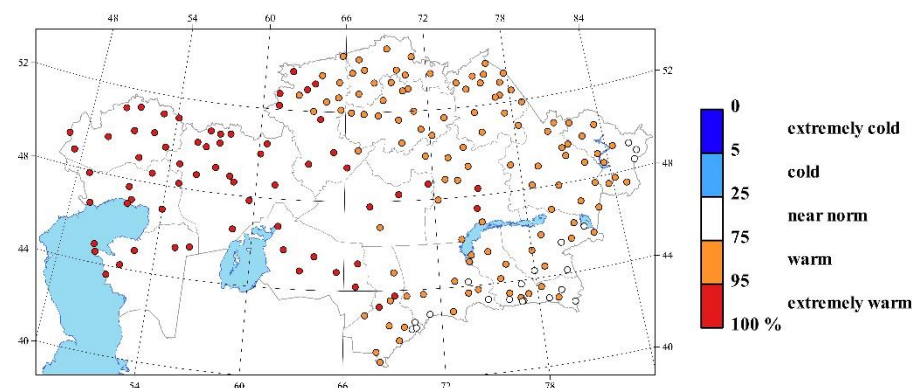 48 54 60 66 72 78 84
52 52
48 48
44 44
40 40
54 60 66 72 78
0
extremely cold
5
cold
25
near norm
75
warm
95
extremely warm
100 %